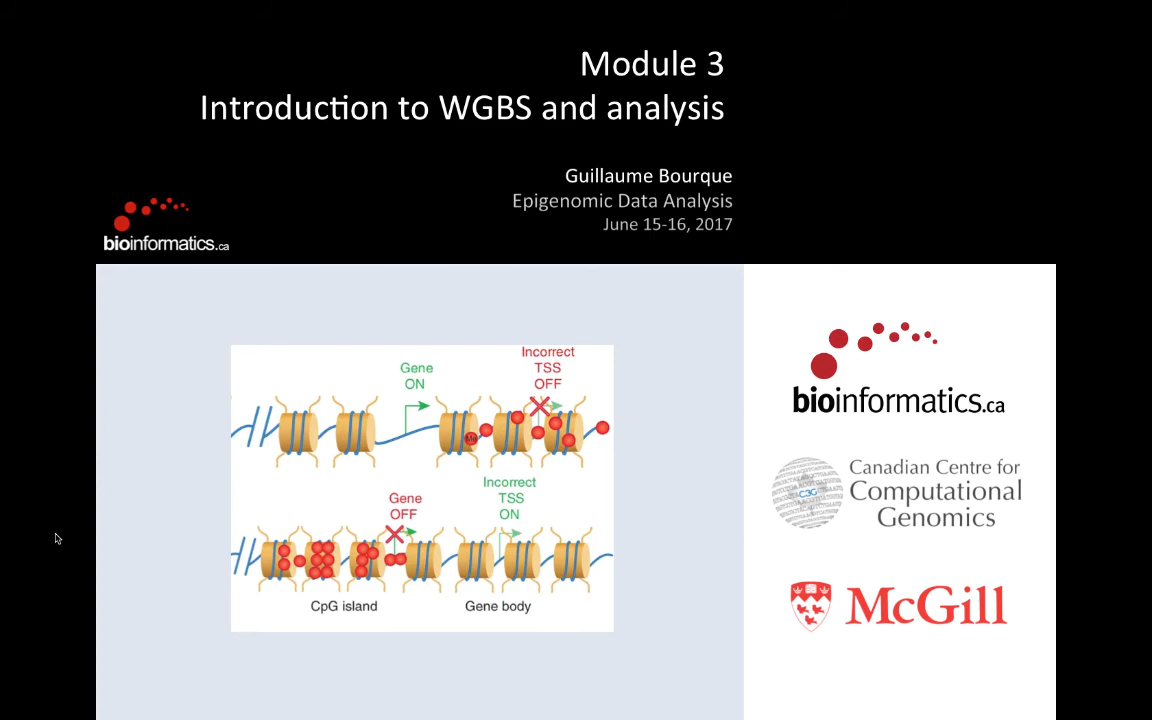 Module 3
Introduction to WGBS and analysis
Guillaume Bourque
Epigenomic Data Analysis
June 15-16, 2017
bioinformatics.ca
Incorrect
TSS
OFF
Gene
ON
Me
Incorrect
TSS
ON
Gene
OFF
CpG island
Gene body
bioinformatics.ca
C3G
Canadian Centre for
Computational
Genomics
McGill